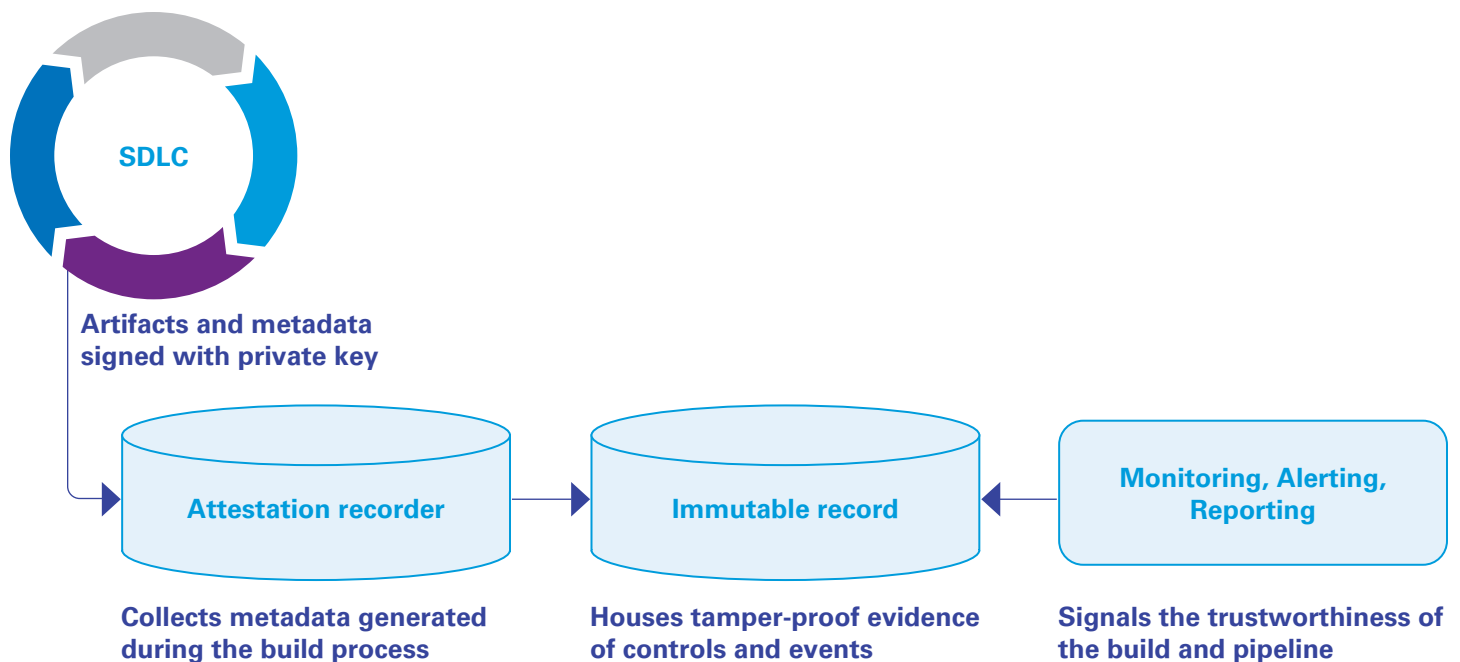 SDLC
Artifacts and metadata
signed with private key
Attestation recorder
Immutable record
Monitoring, Alerting,
Reporting
Collects metadata generated
during the build process
Houses tamper-proof evidence
of controls and events
Signals the trustworthiness of
the build and pipeline